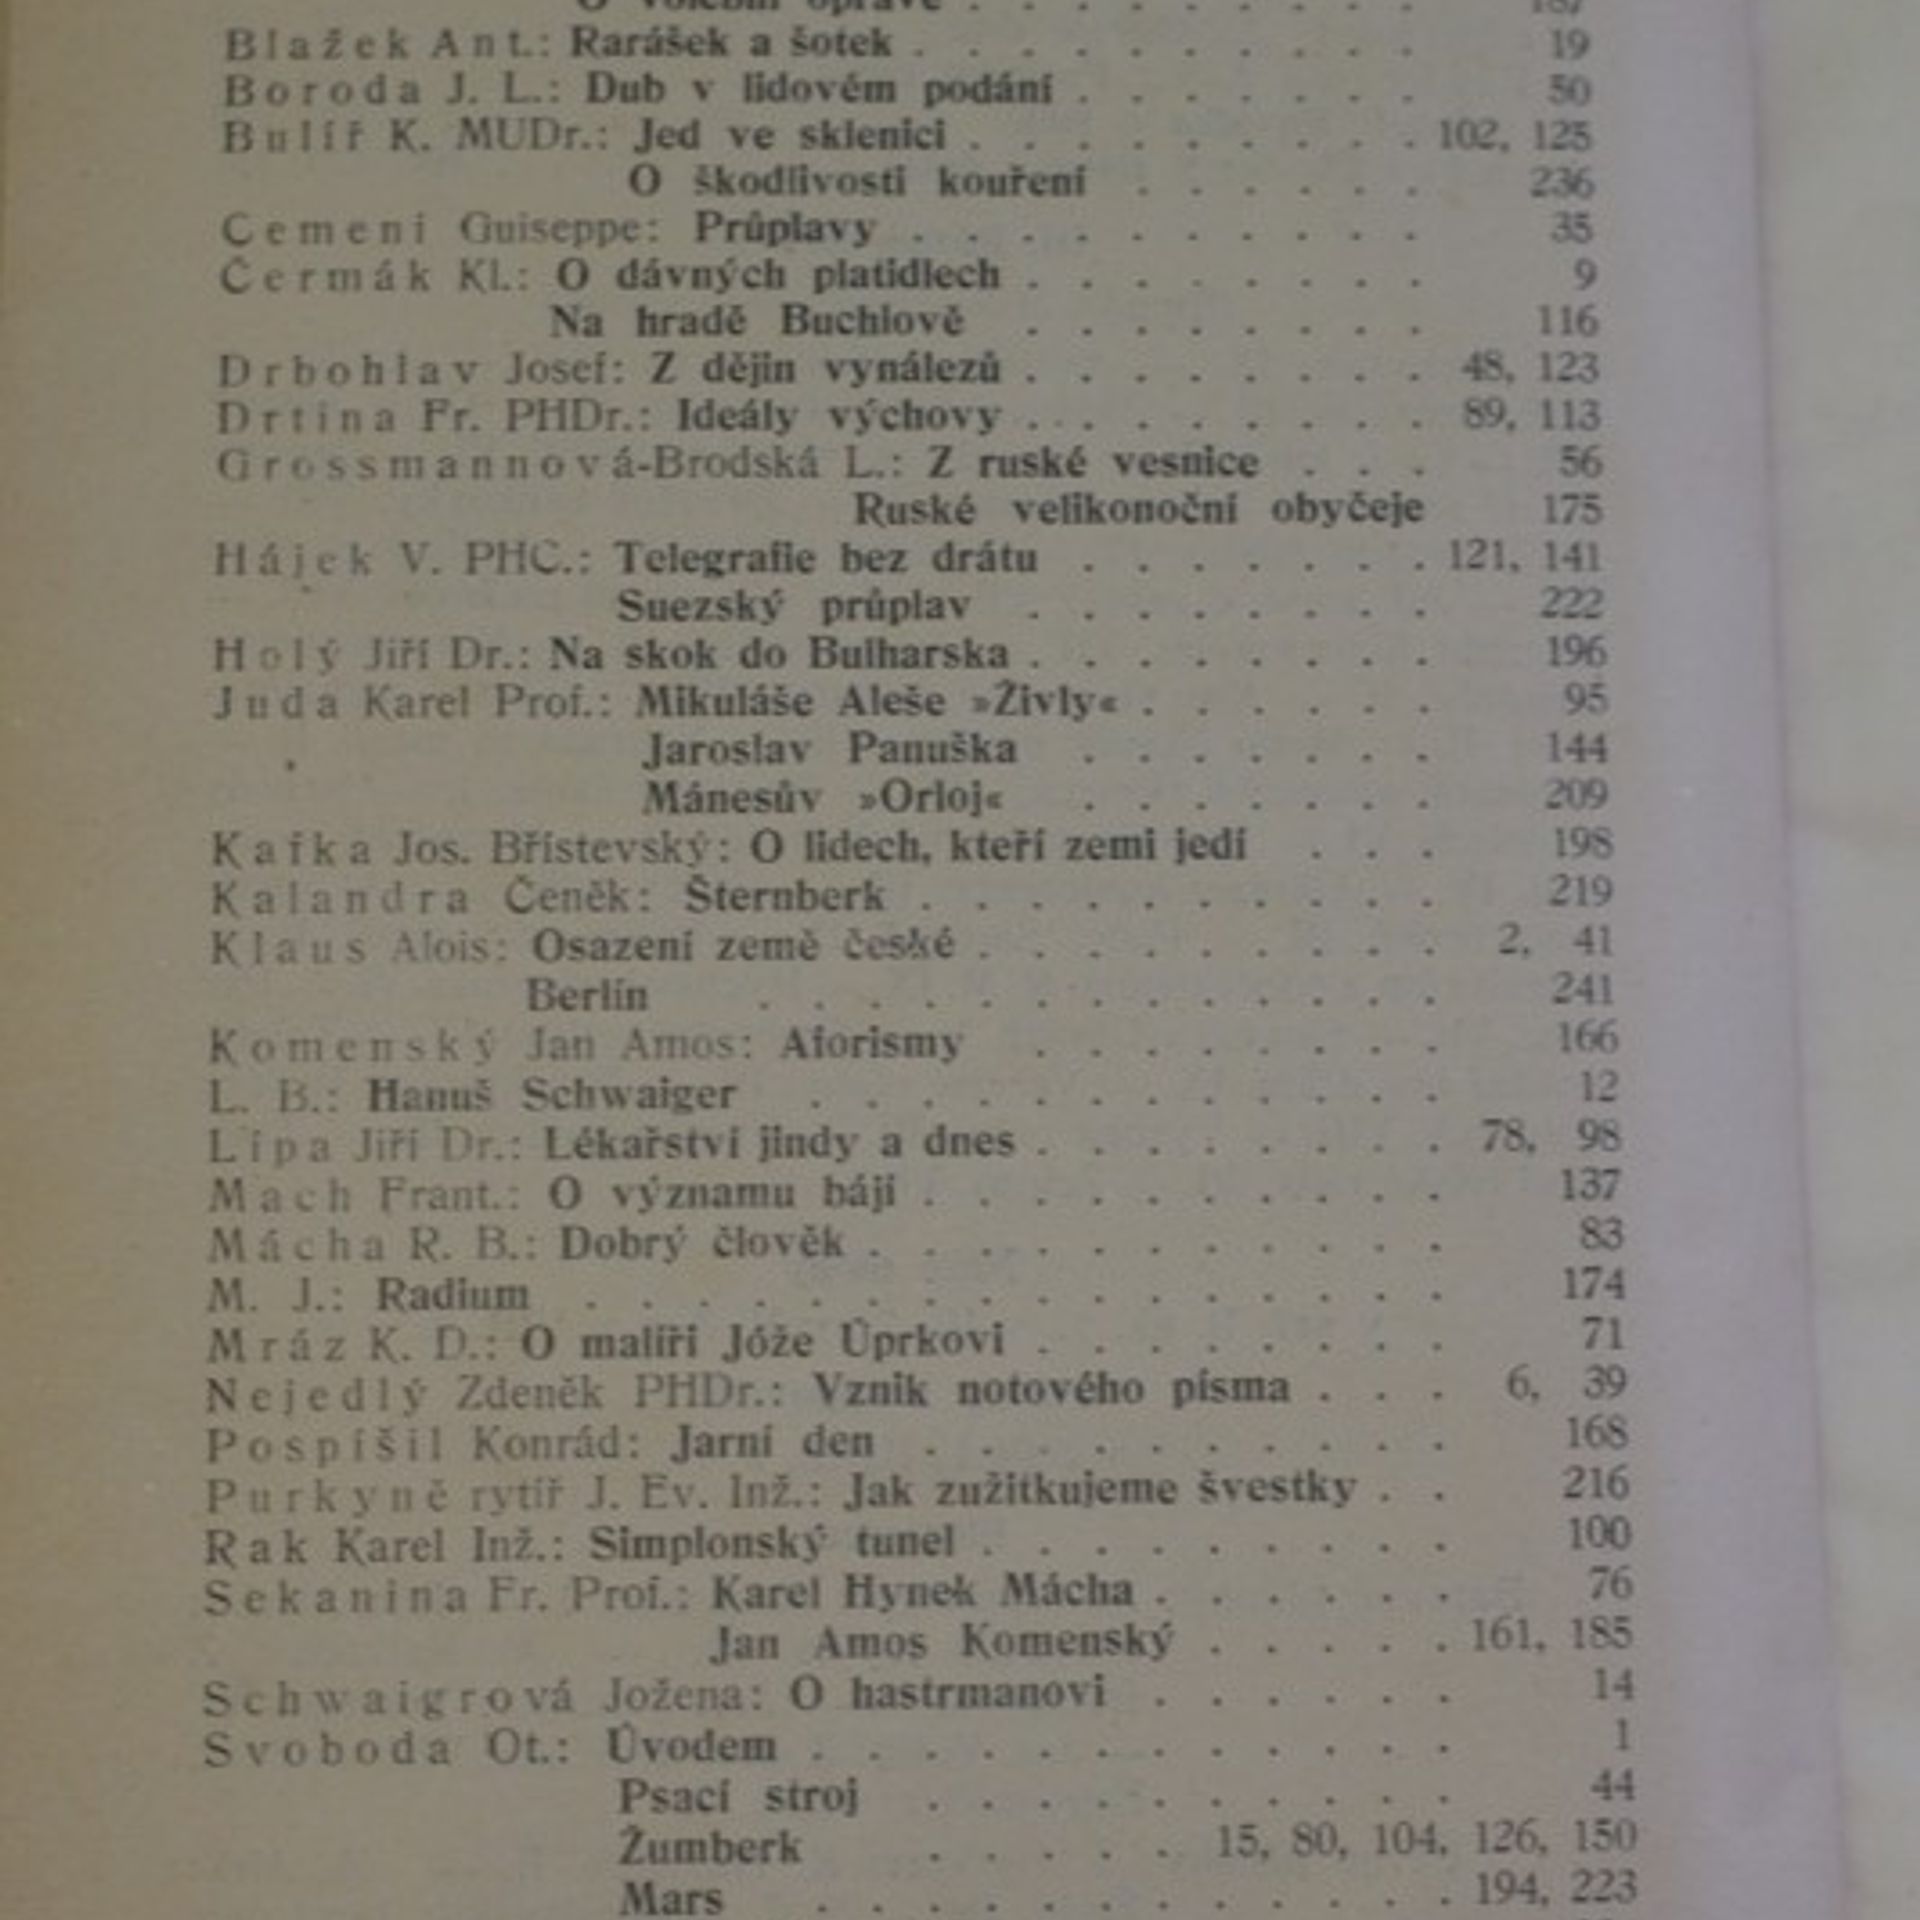 O volební opravě . . . . . . . . . 187
Blažek Ant.: Rarášek a šotek . . . . . . . . . . 19
Boroda J. L.: Dub v lidovém podání . . . . . . . 50
Bulíř K. MUDr.: Jed ve sklenici . . . . . . . . . 102, 125
O škodlivosti kouření . . . . . . 236
Cemeni Guiseppe: Průplavy . . . . . . . . . . 35
Čermák Kl.: O dávných platidlech . . . . . . . . 9
Na hradě Buchlově . . . . . . . . 116
Drbohlav Josef: Z dějin vynálezů . . . . . . . . 48, 123
Drtina Fr. PHDr.: Ideály výchovy . . . . . . . . 89, 113
Grossmannová-Brodská L.: Z ruské vesnice . . . 56
Ruské velikonoční obyčeje 175
Hájek V. PHC.: Telegrafie bez drátu . . . . . . . 121, 141
Suezský průplav . . . . . . . . 222
Holý Jiří Dr.: Na skok do Bulharska . . . . . . . . 196
Juda Karel Prof.: Mikuláše Aleše »Živly« . . . . . . 95
Jaroslav Panuška . . . . . . . 144
Mánesův »Orloj« . . . . . . . 209
Kafka Jos. Břístevský: O lidech, kteří zemi jedí . . . 198
Kalandra Čeněk: Šternberk . . . . . . . . . . 219
Klaus Alois: Osazení země české . . . . . . . . . 2, 41
Berlín . . . . . . . . . . . . . 241
Komenský Jan Amos: Aforismy . . . . . . . . 166
L. B.: Hanuš Schwaiger . . . . . . . . . . . . 12
Lípa Jiří Dr.: Lékařství jindy a dnes . . . . . . . . 78, 98
Mach Frant.: O významu bájí . . . . . . . . . . 137
Mácha R. B.: Dobrý člověk . . . . . . . . . . . 83
M. J.: Radium . . . . . . . . . . . . . . . . 174
Mráz K. D.: O malíři Jóže Úprkovi . . . . . . . . 71
Nejedlý Zdeněk PHDr.: Vznik notového písma . . . 6, 39
Pospíšil Konrád: Jarní den . . . . . . . . . . 168
Purkyně rytíř J. Ev. Inž.: Jak zužitkujeme švestky . . 216
Rak Karel Inž.: Simplonský tunel . . . . . . . . . 100
Sekanina Fr. Prof.: Karel Hynek Mácha . . . . . . 76
Jan Amos Komenský . . . . . 161, 185
Schwaigrová Jožena: O hastrmanovi . . . . . . 14
Svoboda Ot.: Úvodem . . . . . . . . . . . . 1
Psací stroj . . . . . . . . . . 44
Žumberk . . . . . 15, 80, 104, 126, 150
Mars . . . . . . . . . . . . 194, 223